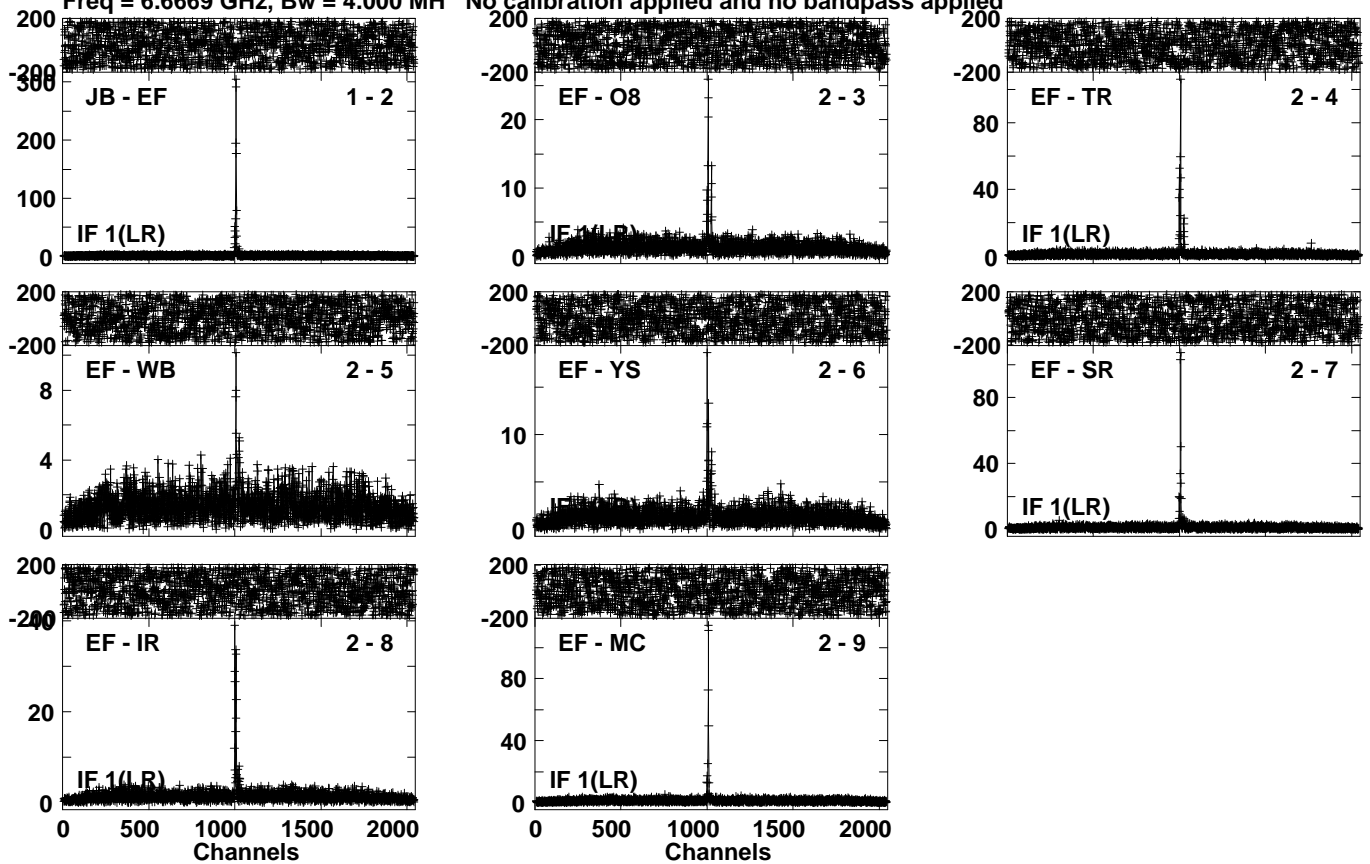 Freq = 6.6669 GHz, Bw = 4.000 MH No calibration applied and no bandpass applied
200
-200
300
200
100
0
JB - EF 1 - 2
IF 1(LR)
200
-200
20
10
0
EF - O8 2 - 3
IF 1(LR)
200
-200
80
40
0
EF - TR 2 - 4
IF 1(LR)
200
-200
8
4
0
EF - WB 2 - 5
200
-200
10
0
EF - YS 2 - 6
200
-200
80
40
0
EF - SR 2 - 7
IF 1(LR)
200
-200
40
20
0
EF - IR 2 - 8
IF 1(LR)
0 500 1000 1500 2000
Channels
200
-200
80
40
0
EF - MC 2 - 9
IF 1(LR)
0 500 1000 1500 2000
Channels